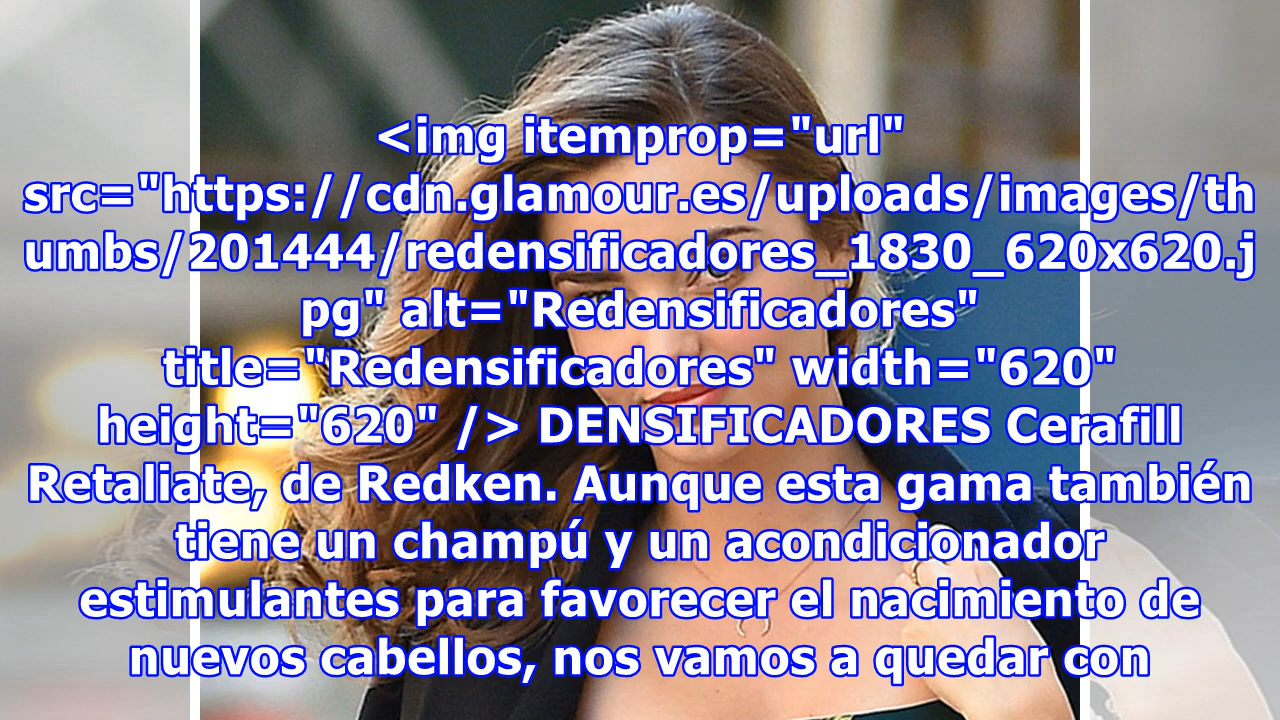 <img itemprop="url"
src="https://cdn.glamour.es/uploads/images/th
umbs/201444/redensificadores_1830_620x620.j
pg" alt="Redensificadores"
title="Redensificadores" width="620"
height="620" /> DENSIFICADORES Cerafill
Retaliate, de Redken. Aunque esta gama también
tiene un champú y un acondicionador
estimulantes para favorecer el nacimiento de
nuevos cabellos, nos vamos a quedar con